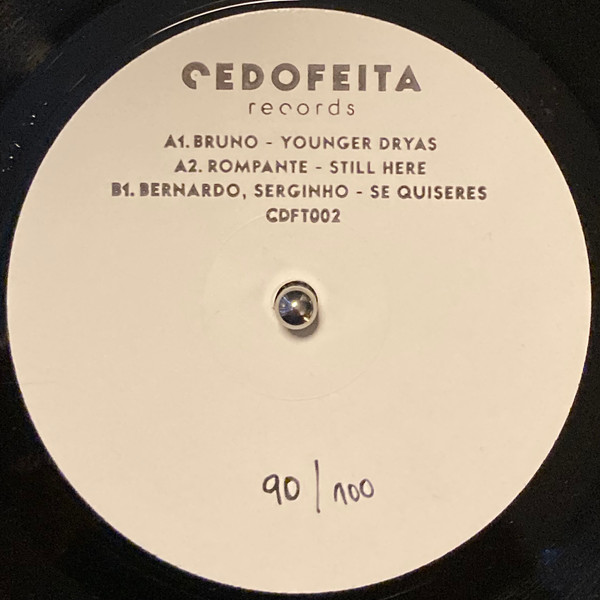 CEDOFEITA
records
A1. BRUNO - YOUNGER DRYAS
A2. ROMPANTE - STILL HERE
B1. BERNARDO, SERGINHO - SE QUISERES
CDFT002
90/100